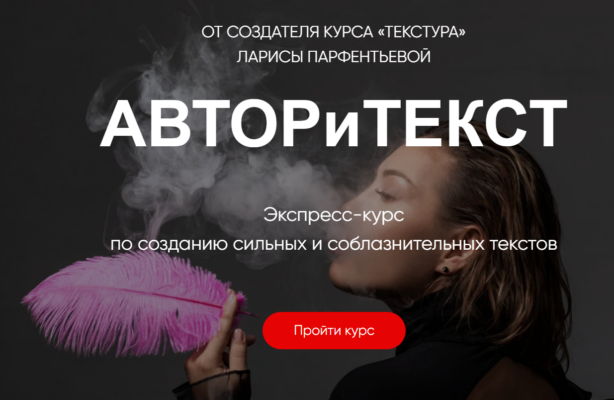 ОТ СОЗДАТЕЛЯ КУРСА «ТЕКСТУРА»
ЛАРИСЫ ПАРФЕНТЬЕВОЙ
АВТОРиТЕКСТ
Экспресс-курс
по созданию сильных и соблазнительных текстов
Пройти курс